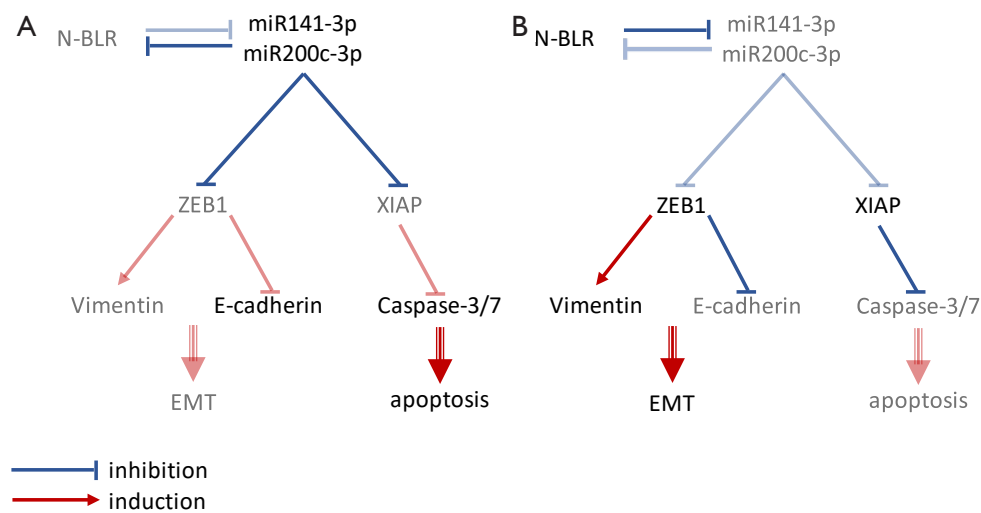 A
N-BLR
miR141-3p
miR200c-3p
ZEB1
XIAP
Vimentin
E-cadherin
Caspase-3/7
EMT
apoptosis
B
N-BLR
miR141-3p
miR200c-3p
ZEB1
XIAP
Vimentin
E-cadherin
Caspase-3/7
EMT
apoptosis
inhibition
induction